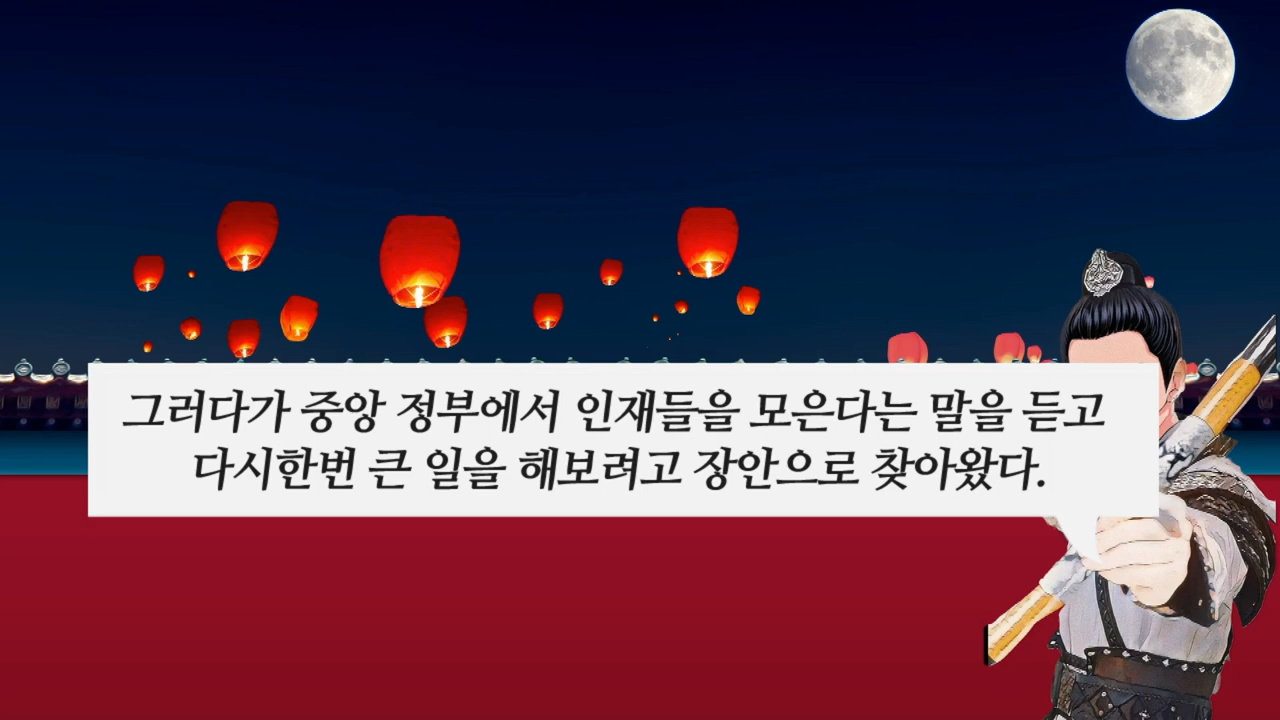 그러다가 중앙 정부에서 인재들을 모은다는 말을 듣고
다시한번 큰 일을 해보려고 장안으로 찾아왔다.